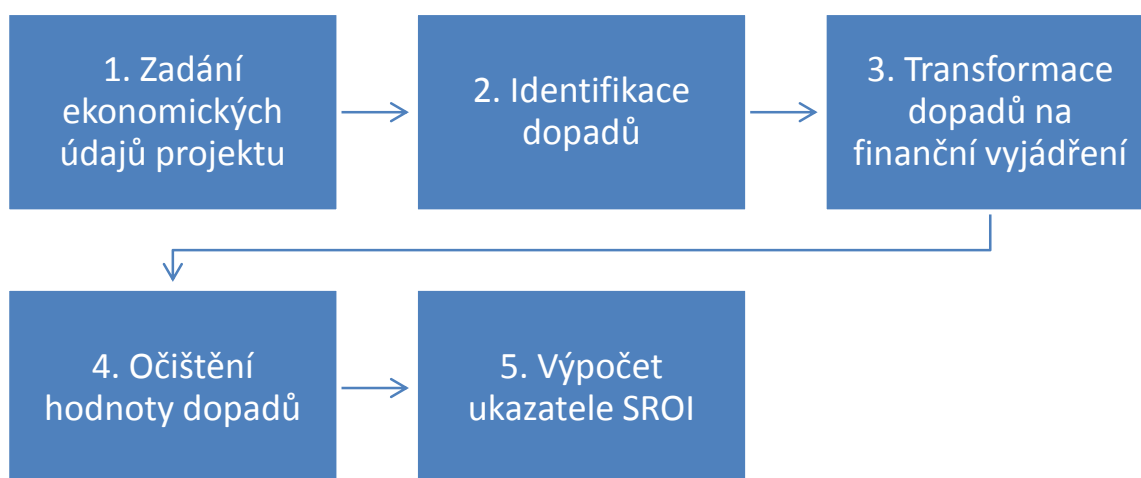 1. Zadání
ekonomických
údajů projektu
2. Identifikace
dopadů
3. Transformace
dopadů na
finanční vyjádření
4. Očištění
hodnoty dopadů
5. Výpočet
ukazatele SROI